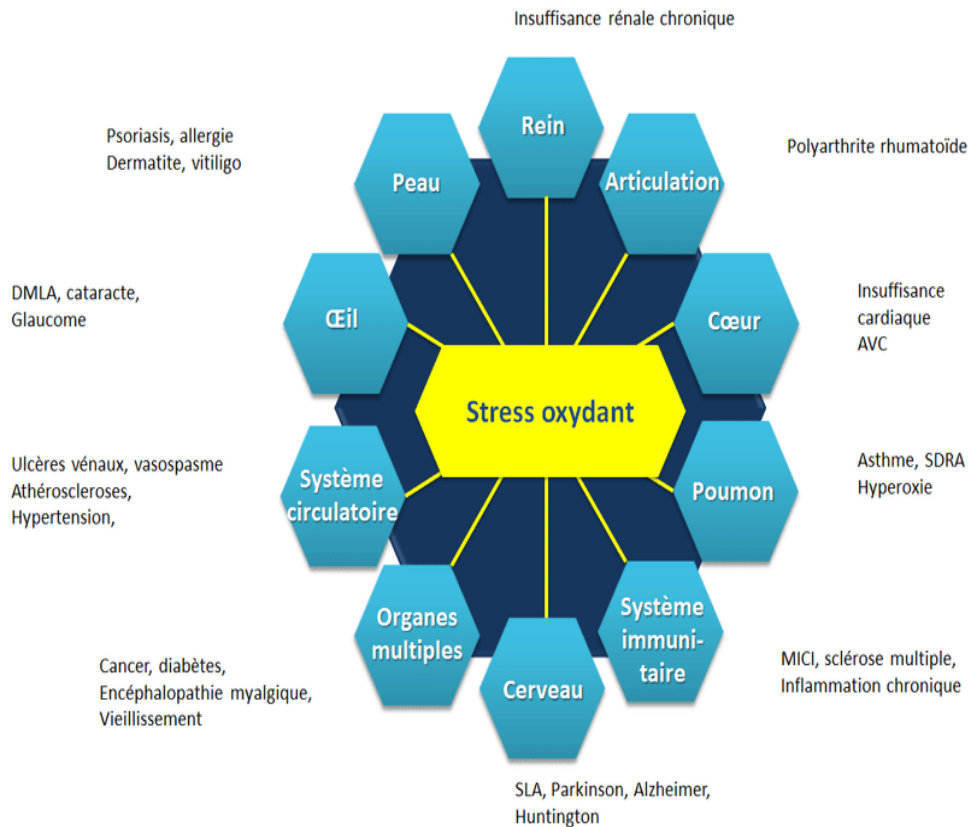 Insuffisance rénale chronique
Rein
Psoriasis, allergie
Dermatite, vitiligo
Peau
Articulation
Polyarthrite rhumatoïde
DMLA, cataracte,
Glaucome
Œil
Cœur
Insuffisance
cardiaque
AVC
Stress oxydant
Ulcères vénaux, vasospasme
Athéroscleroses,
Hypertension,
Système
circulatoire
Poumon
Asthme, SDRA
Hyperoxie
Organes
multiples
Système
immuni-
taire
Cancer, diabètes,
Encéphalopathie myalgique,
Vieillissement
Cerveau
MICI, sclérose multiple,
Inflammation chronique
SLA, Parkinson, Alzheimer,
Huntington